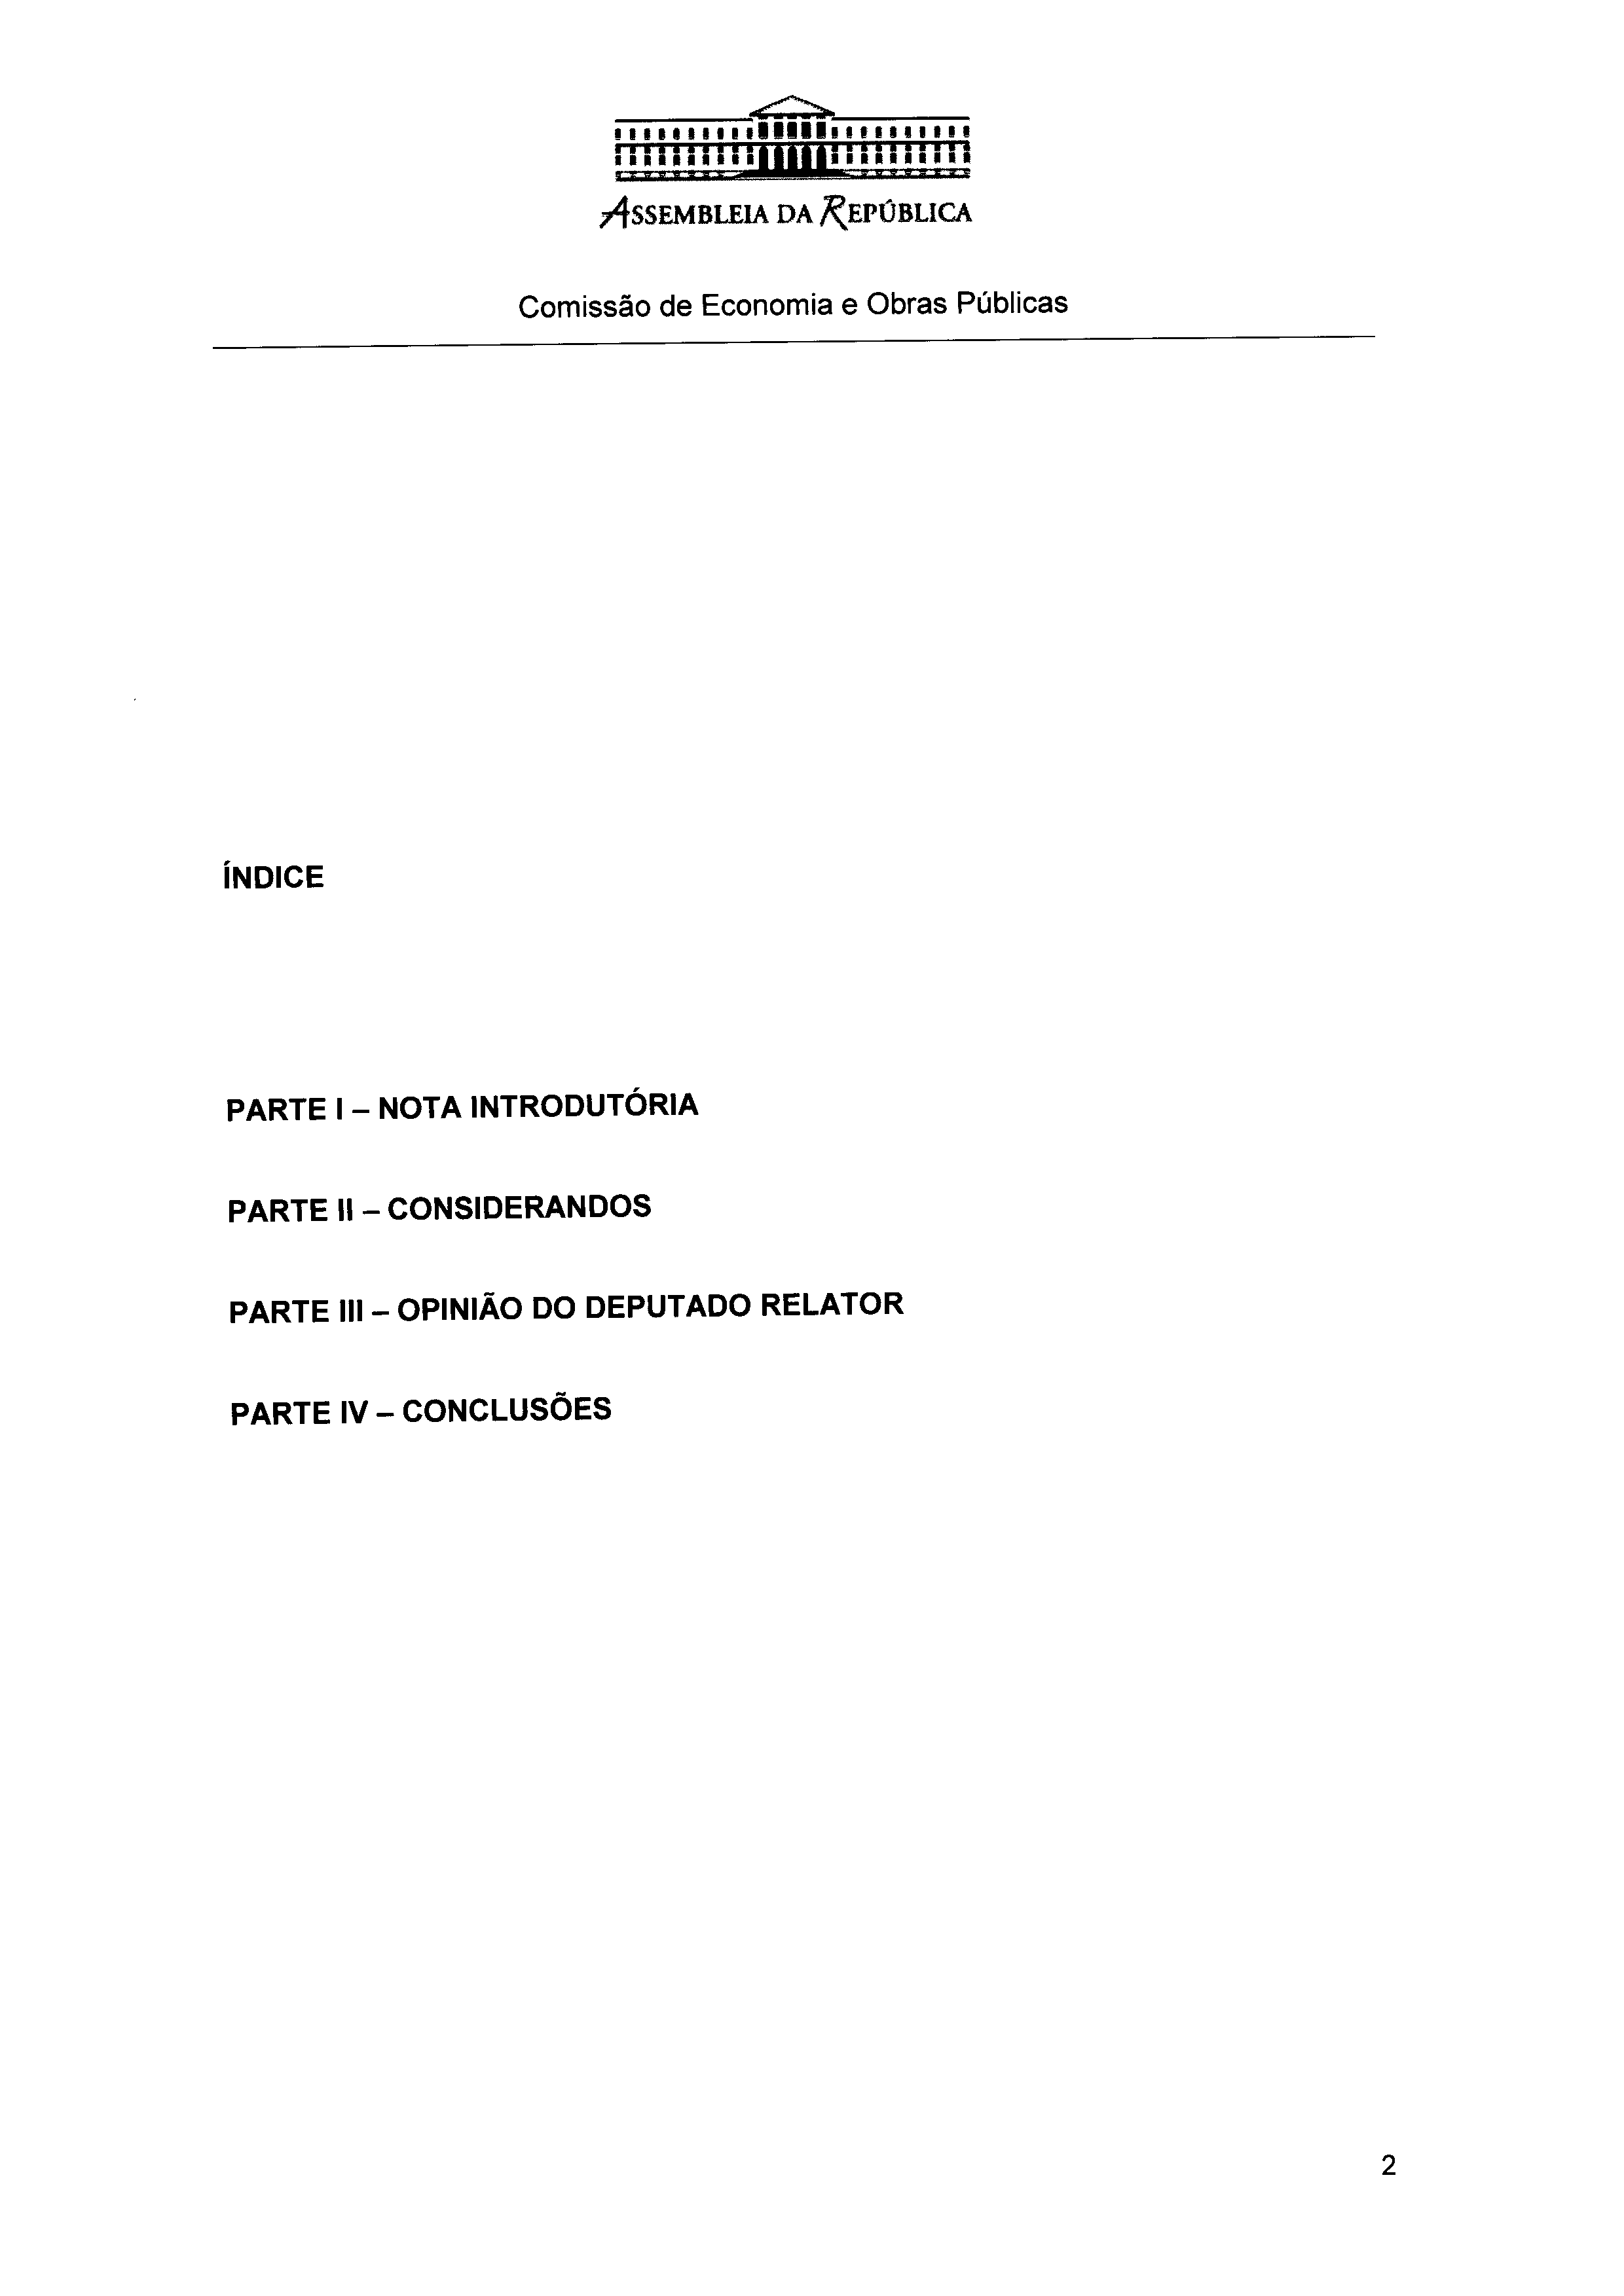 ASSEMBLEIA DA REPÚBLICA
Comissão de Economia e Obras Públicas
ÍNDICE
PARTE I – NOTA INTRODUTÓRIA
PARTE II – CONSIDERANDOS
PARTE III – OPINIÃO DO DEPUTADO RELATOR
PARTE IV – CONCLUSÕES
2